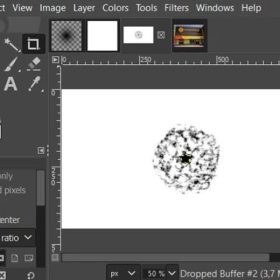 View Image Layer Colors Tools Filters Windows Help
0 250 500
only
pixels
enter
ratio
px 50 % Dropped Buffer #2 (3,7 M